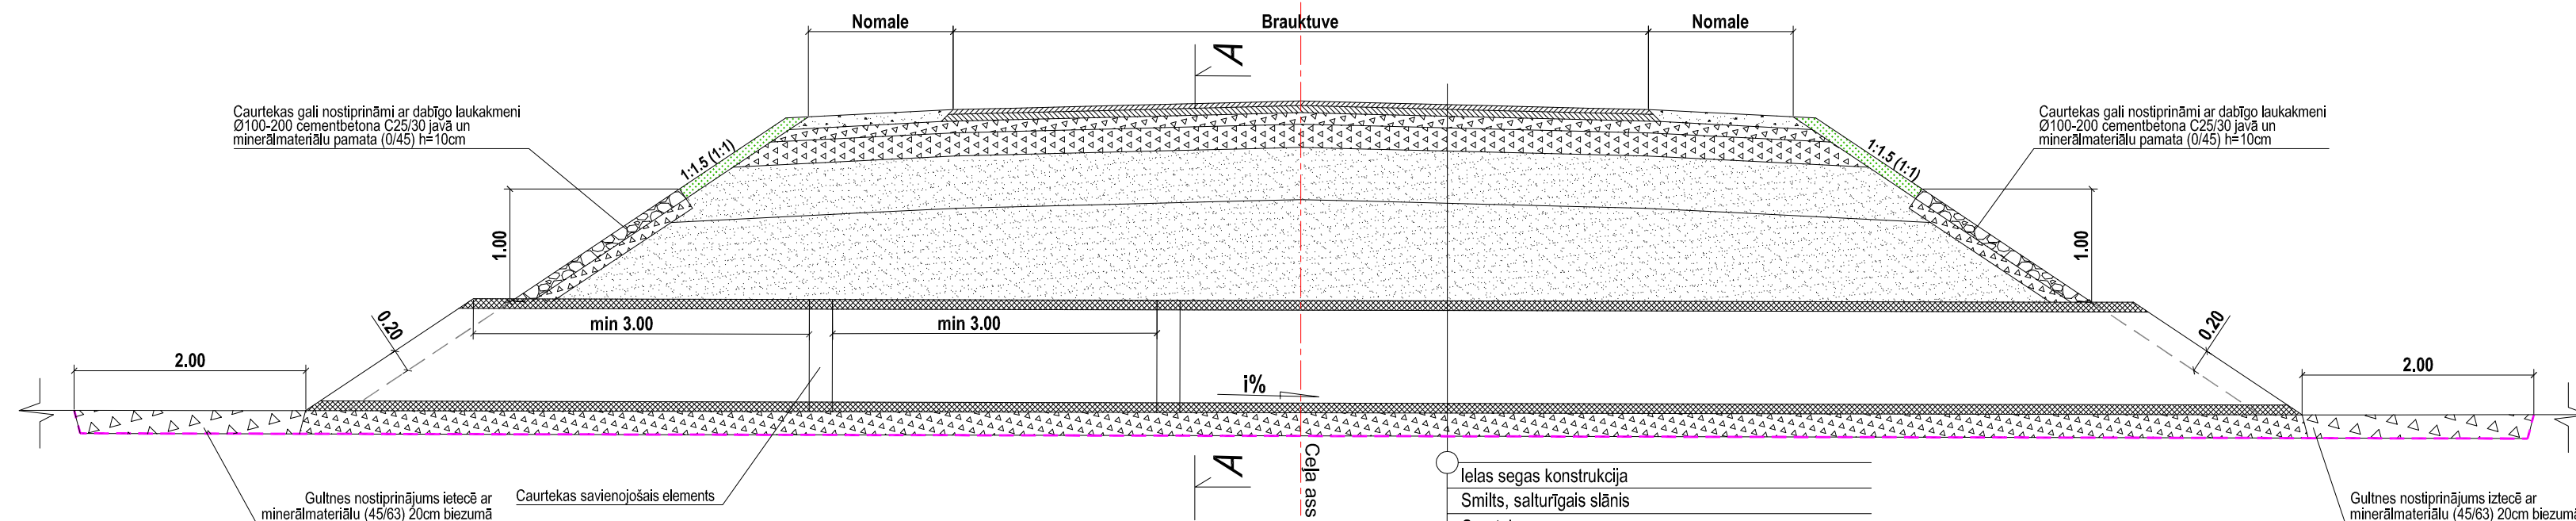 Nomale
Brauktuve
Nomale
A
Caurtekas gali nostiprināmi ar dabīgo laukakmeni
Ø100-200 cementbetona C25/30 javā un
minerālmateriālu pamata (0/45) h=10cm
Caurtekas gali nostiprināmi ar dabīgo laukakmeni
Ø100-200 cementbetona C25/30 javā un
minerālmateriālu pamata (0/45) h=10cm
1:1.5 (1:1)
1:1.5 (1:1)
1.00
1.00
0.20
min 3.00
min 3.00
0.20
2.00
i%
2.00
A
Ceļa ass
Ielas segas konstrukcija
Smilts, salturīgais slānis
Gultnes nostiprinājums ietecē ar
minerālmateriālu (45/63) 20cm biezumā
Caurtekas savienojošais elements
Gultnes nostiprinājums iztecē ar
minerālmateriālu (45/63) 20cm biezumā